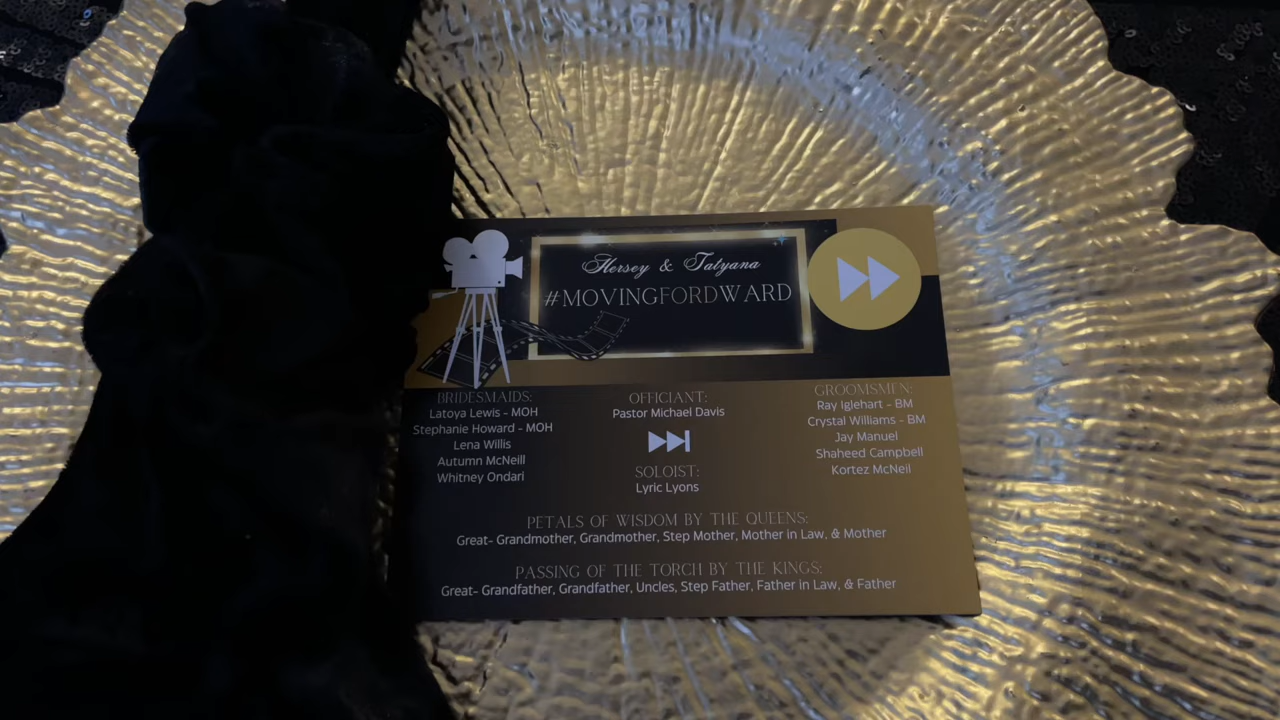 Hersey & Tatyana
#MOVINGFORDWARD
BRIDESMAIDS:
Latoya Lewis - MOH
Stephanie Howard - MOH
Lena Willis
Autumn McNeill
Whitney Ondari
OFFICIANT:
Pastor Michael Davis
SOLOIST:
Lyric Lyons
GROOMSMEN:
Ray Iglehart - BM
Crystal Williams - BM
Jay Manuel
Shaheed Campbell
Kortez McNeil
PETALS OF WISDOM BY THE QUEENS:
Great- Grandmother, Grandmother, Step Mother, Mother in Law, & Mother
PASSING OF THE TORCH BY THE KINGS:
Great- Grandfather, Grandfather, Uncles, Step Father, Father in Law, & Father